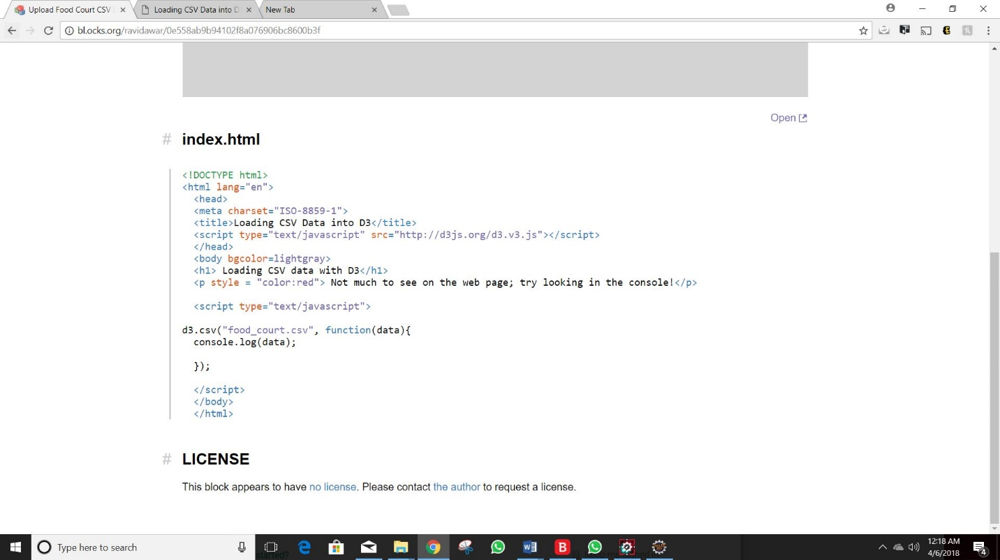 Upload Food Court CSV
Loading CSV Data into D
New Tab
bl.ocks.org/ravidawar/0e558ab9b94102f8a076906bc8600b3f
Open
# index.html
<!DOCTYPE html>
<html lang="en">
<head>
<meta charset="ISO-8859-1">
<title>Loading CSV Data into D3</title>
<script type="text/javascript" src="http://d3js.org/d3.v3.js"></script>
</head>
<body bgcolor=lightgray>
<h1> Loading CSV data with D3</h1>
<p style = "color:red"> Not much to see on the web page; try looking in the console!</p>
<script type="text/javascript">
d3.csv("food_court.csv", function(data){
console.log(data);
});
</script>
</body>
</html>
# LICENSE
This block appears to have no license. Please contact the author to request a license.
Type here to search
started?
12:18 AM
4/6/2018
4